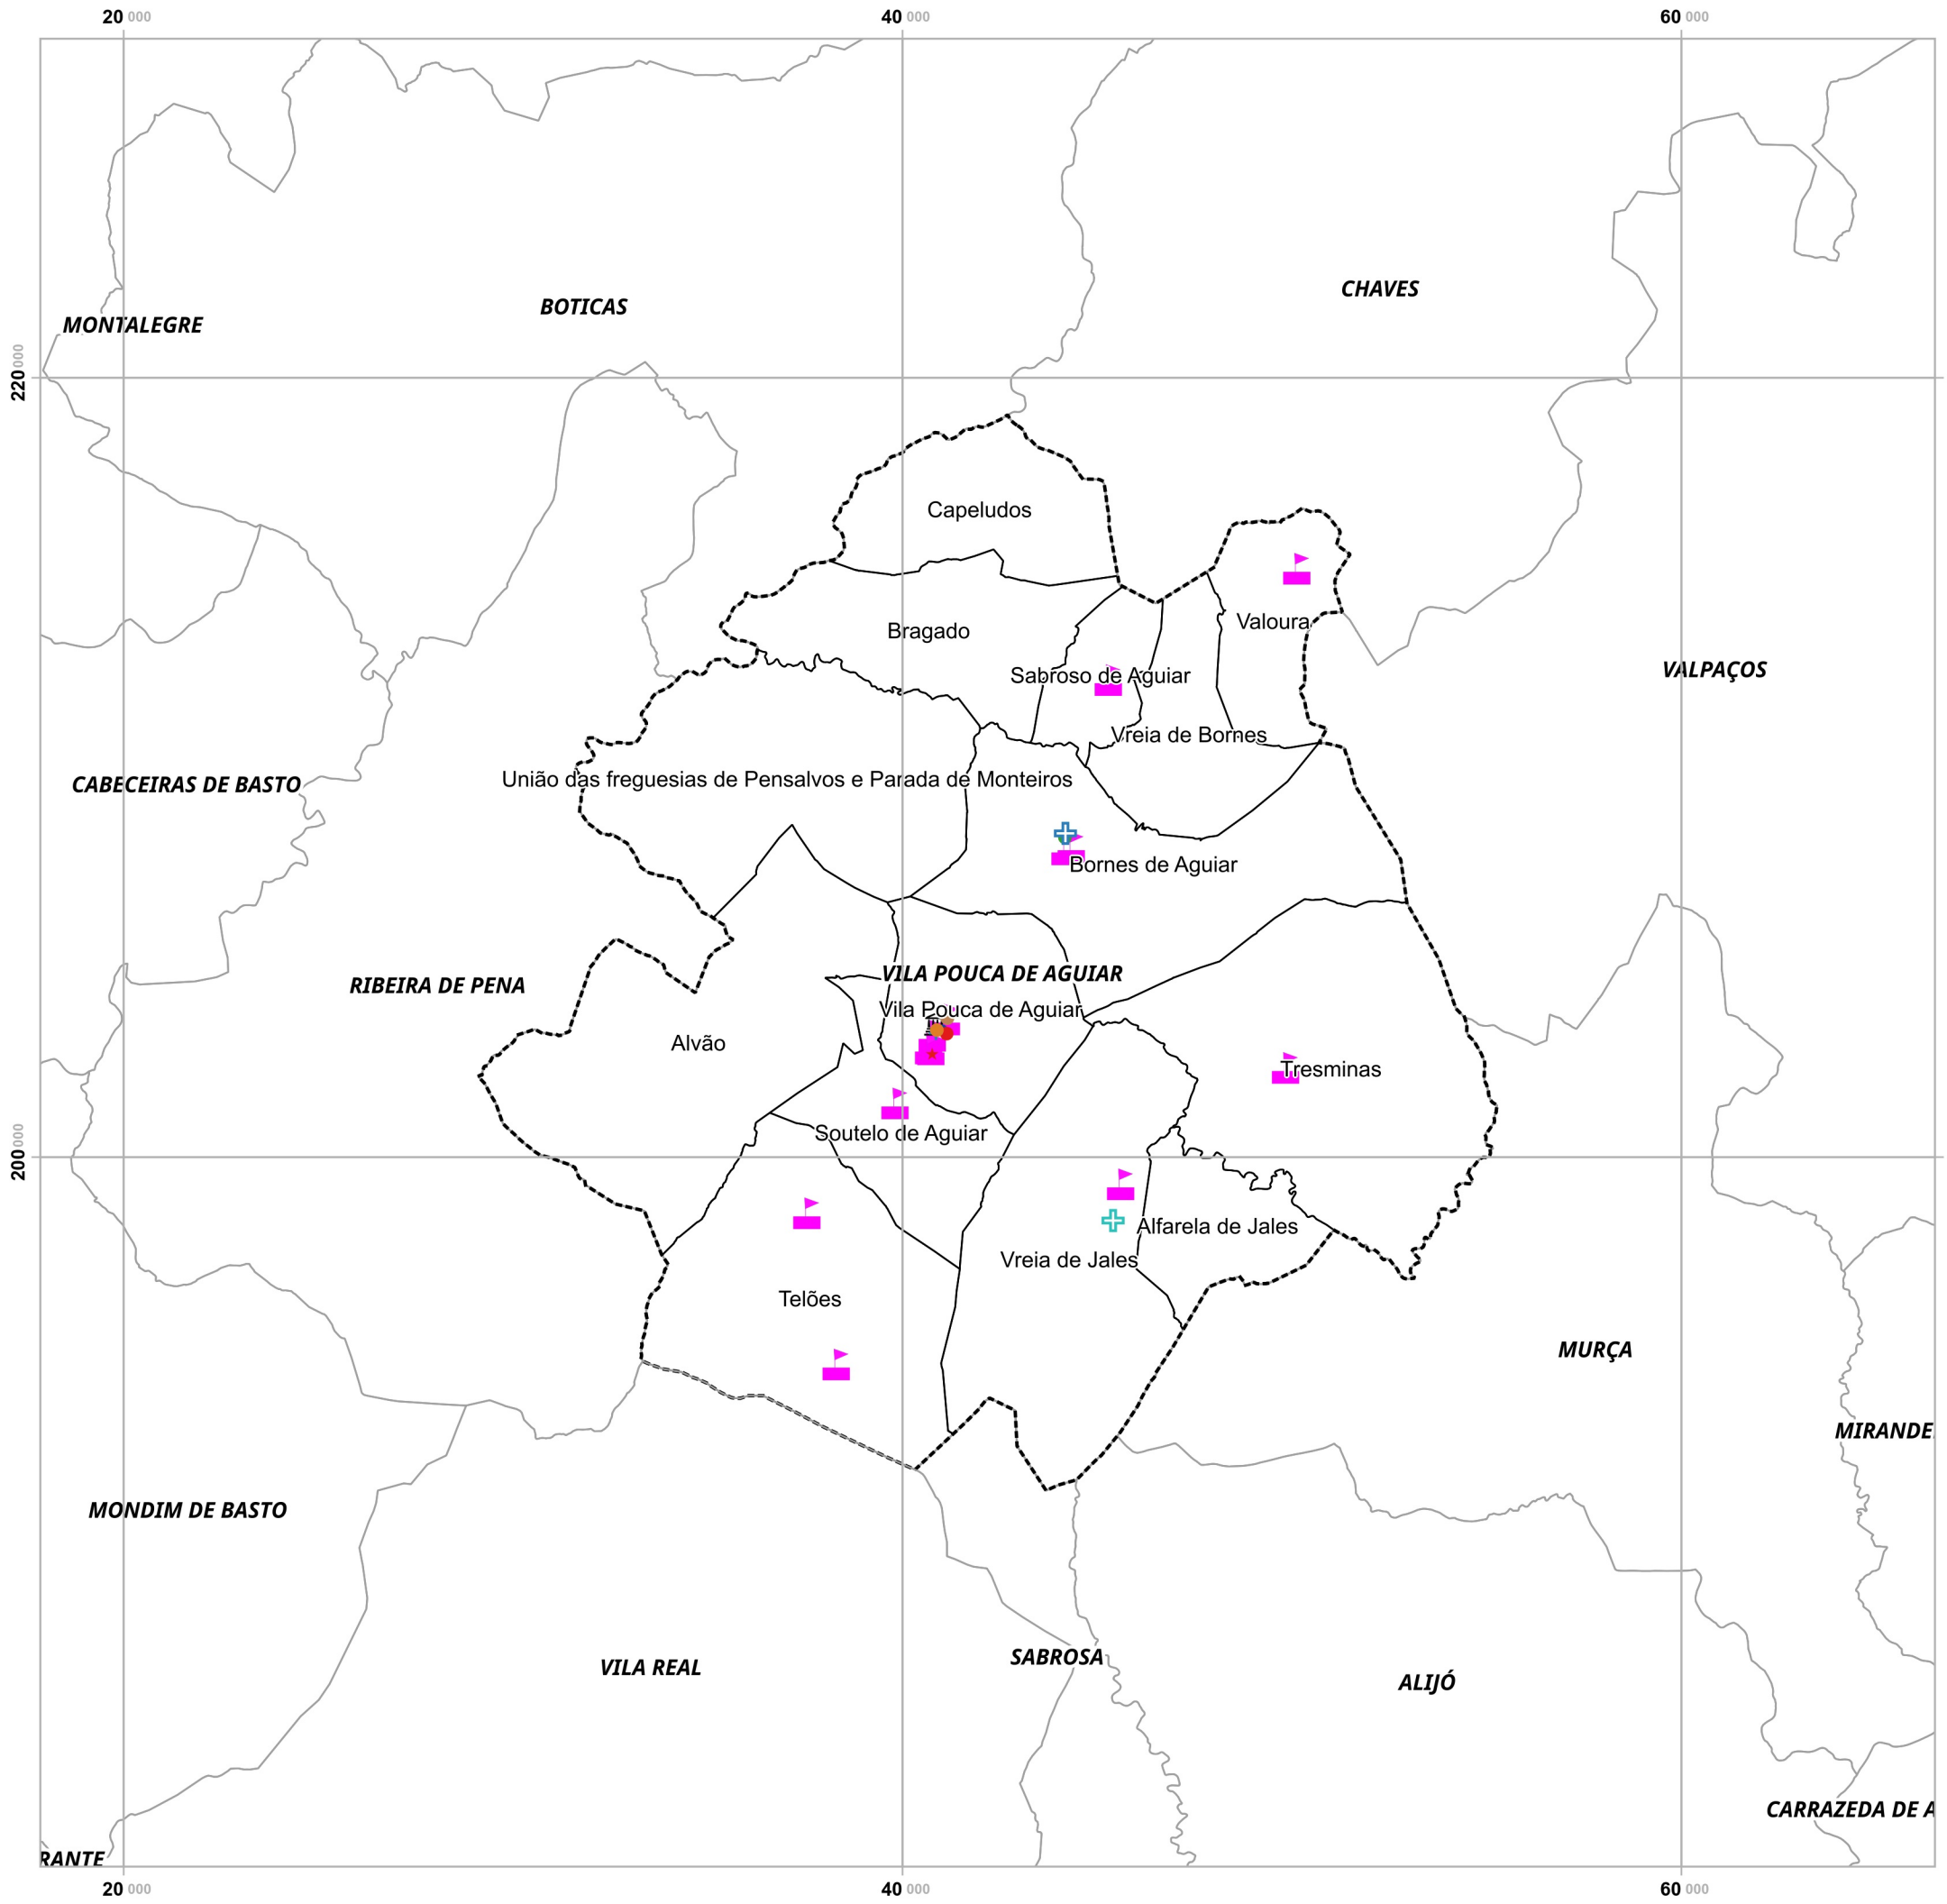 20 000 40 000 60 000
CHAVES
BOTICAS
MONTALEGRE
220 000
Capeludos
Valoura
Bragado
VALPAÇOS
Sabroso de Aguiar
Vreia de Bornes
União das freguesias de Pensalvos e Parada de Monteiros
CABECEIRAS DE BASTO
Bornes de Aguiar
VILA POUCA DE AGUIAR
RIBEIRA DE PENA
Vila Pouca de Aguiar
Alvão
Tresminas
Soutelo de Aguiar
200 000
Alfarela de Jales
Vreia de Jales
Telões
MURÇA
MIRANDE
MONDIM DE BASTO
SABROSA
VILA REAL
ALIJÓ
CARRAZEDA DE A
RANTE
20 000 40 000 60 000